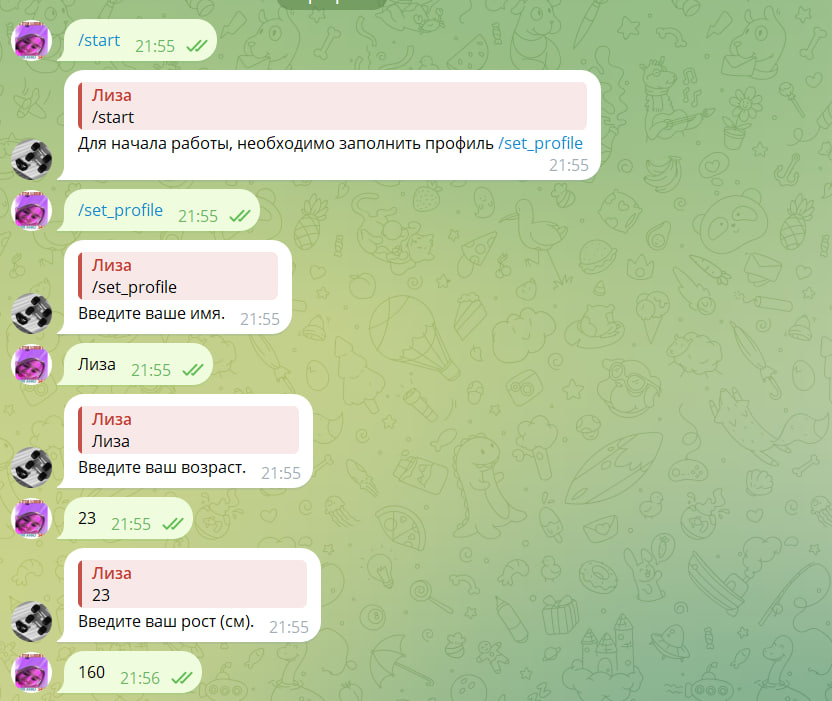 /start 21:55
Лиза
/start
Для начала работы, необходимо заполнить профиль /set_profile
21:55
/set_profile 21:55
Лиза
/set_profile
Введите ваше имя. 21:55
Лиза 21:55
Лиза
Лиза
Введите ваш возраст. 21:55
23 21:55
Лиза
23
Введите ваш рост (см). 21:55
160 21:56